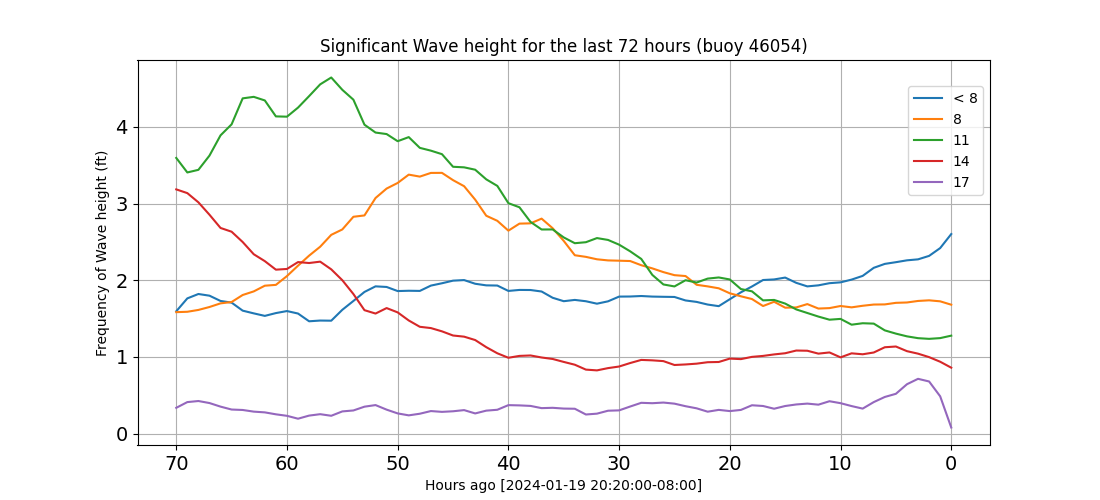 Significant Wave height for the last 72 hours (buoy 46054)
Frequency of Wave height (ft)
4
3
2
1
0
< 8
8
11
14
17
70 60 50 40 30 20 10 0
Hours ago [2024-01-19 20:20:00-08:00]